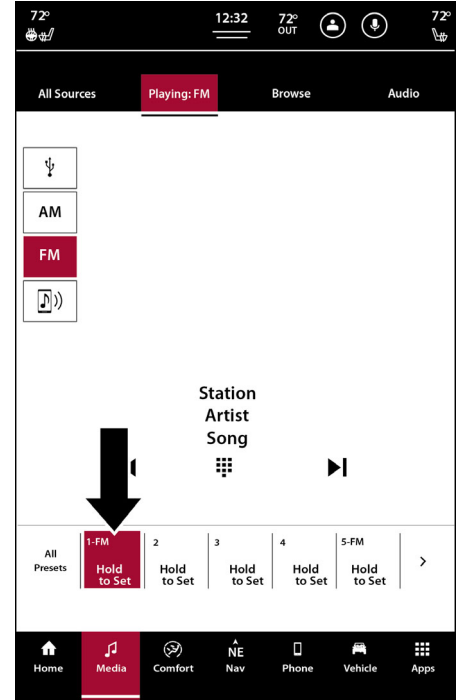 72° 12:32 72° 72°
OUT
All Sources Playing: FM Browse Audio
AM
FM
Station
Artist
Song
1-FM 2 3 4 5-FM
All
Presets
Hold Hold Hold Hold Hold
to Set to Set to Set to Set to Set
NE
Home Media Comfort Nav Phone Vehicle Apps